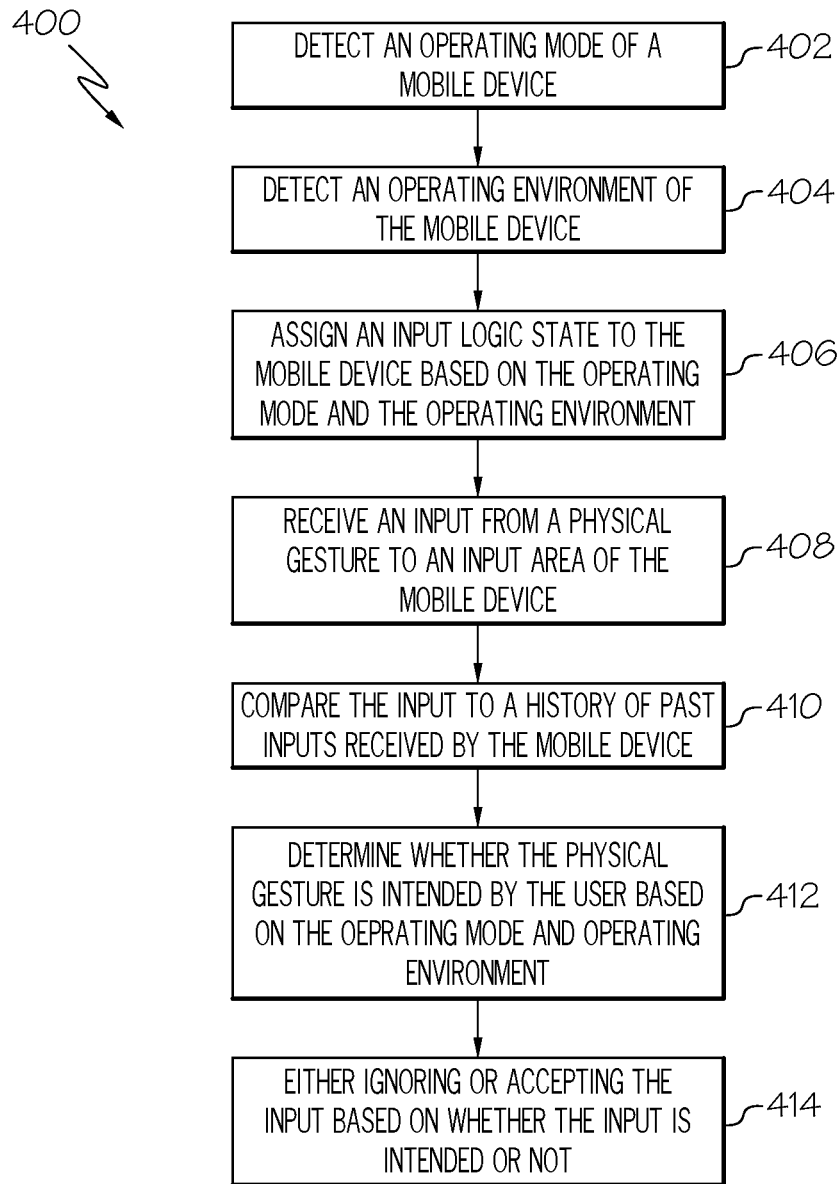 400
DETECT AN OPERATING MODE OF A
MOBILE DEVICE
402
DETECT AN OPERATING ENVIRONMENT OF
THE MOBILE DEVICE
404
ASSIGN AN INPUT LOGIC STATE TO THE
MOBILE DEVICE BASED ON THE OPERATING
MODE AND THE OPERATING ENVIRONMENT
406
RECEIVE AN INPUT FROM A PHYSICAL
GESTURE TO AN INPUT AREA OF THE
MOBILE DEVICE
408
COMPARE THE INPUT TO A HISTORY OF PAST
INPUTS RECEIVED BY THE MOBILE DEVICE
410
DETERMINE WHETHER THE PHYSICAL
GESTURE IS INTENDED BY THE USER BASED
ON THE OEPRATING MODE AND OPERATING
ENVIRONMENT
412
EITHER IGNORING OR ACCEPTING THE
INPUT BASED ON WHETHER THE INPUT IS
INTENDED OR NOT
414